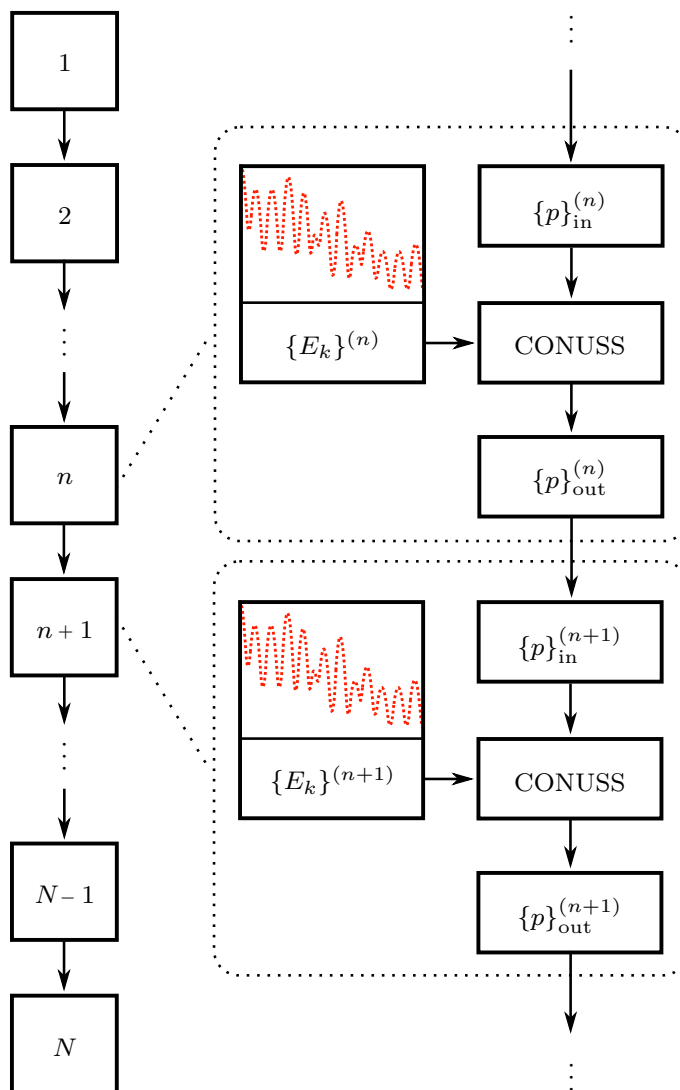 1
2
⋮
n
n + 1
⋮
N − 1
N
⋮
{p}_in^(n)
{E_k}^(n)
CONUSS
{p}_out^(n)
{p}_in^(n+1)
{E_k}^(n+1)
CONUSS
{p}_out^(n+1)
⋮